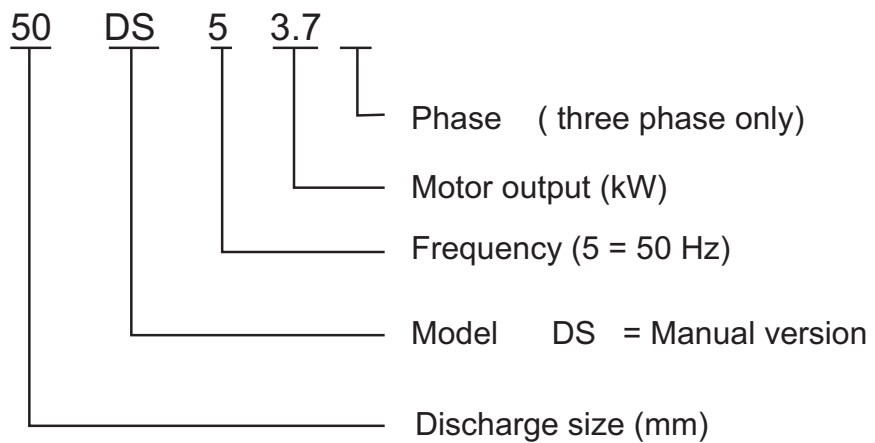 50 DS 5 3.7
Phase ( three phase only)
Motor output (kW)
Frequency (5 = 50 Hz)
Model DS = Manual version
Discharge size (mm)